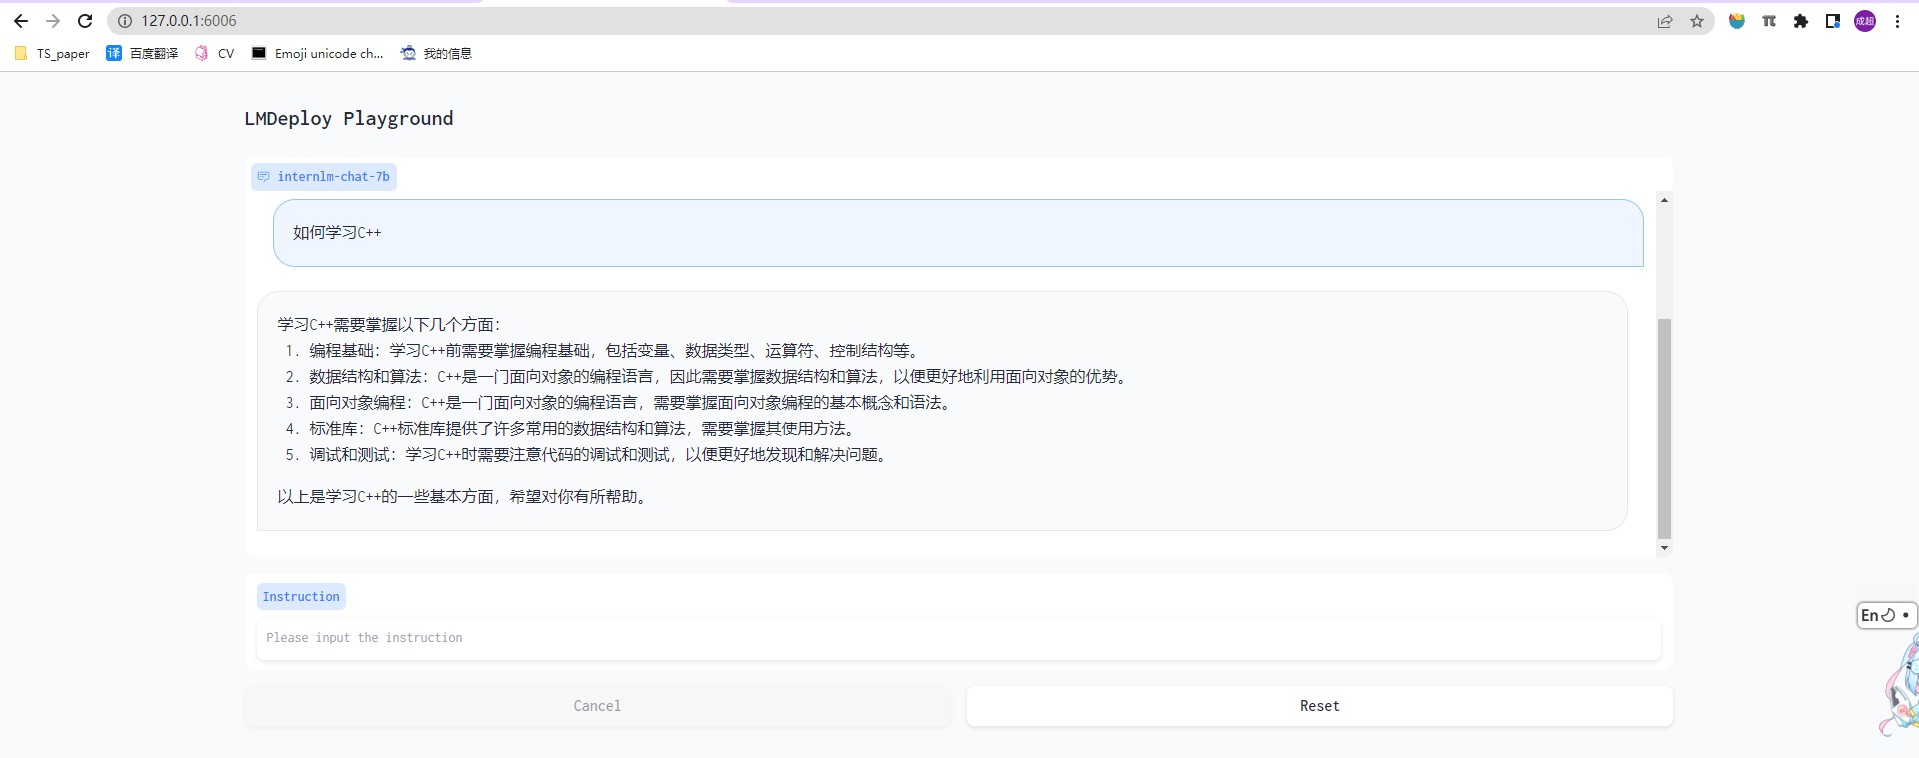 127.0.0.1:6006
成超
TS_paper 译 百度翻译 CV Emoji unicode ch... 我的信息
LMDeploy Playground
internlm-chat-7b
如何学习C++
学习C++需要掌握以下几个方面：
1. 编程基础：学习C++前需要掌握编程基础，包括变量、数据类型、运算符、控制结构等。
2. 数据结构和算法：C++是一门面向对象的编程语言，因此需要掌握数据结构和算法，以便更好地利用面向对象的优势。
3. 面向对象编程：C++是一门面向对象的编程语言，需要掌握面向对象编程的基本概念和语法。
4. 标准库：C++标准库提供了许多常用的数据结构和算法，需要掌握其使用方法。
5. 调试和测试：学习C++时需要注意代码的调试和测试，以便更好地发现和解决问题。
以上是学习C++的一些基本方面，希望对你有所帮助。
Instruction
Please input the instruction
En
Cancel
Reset